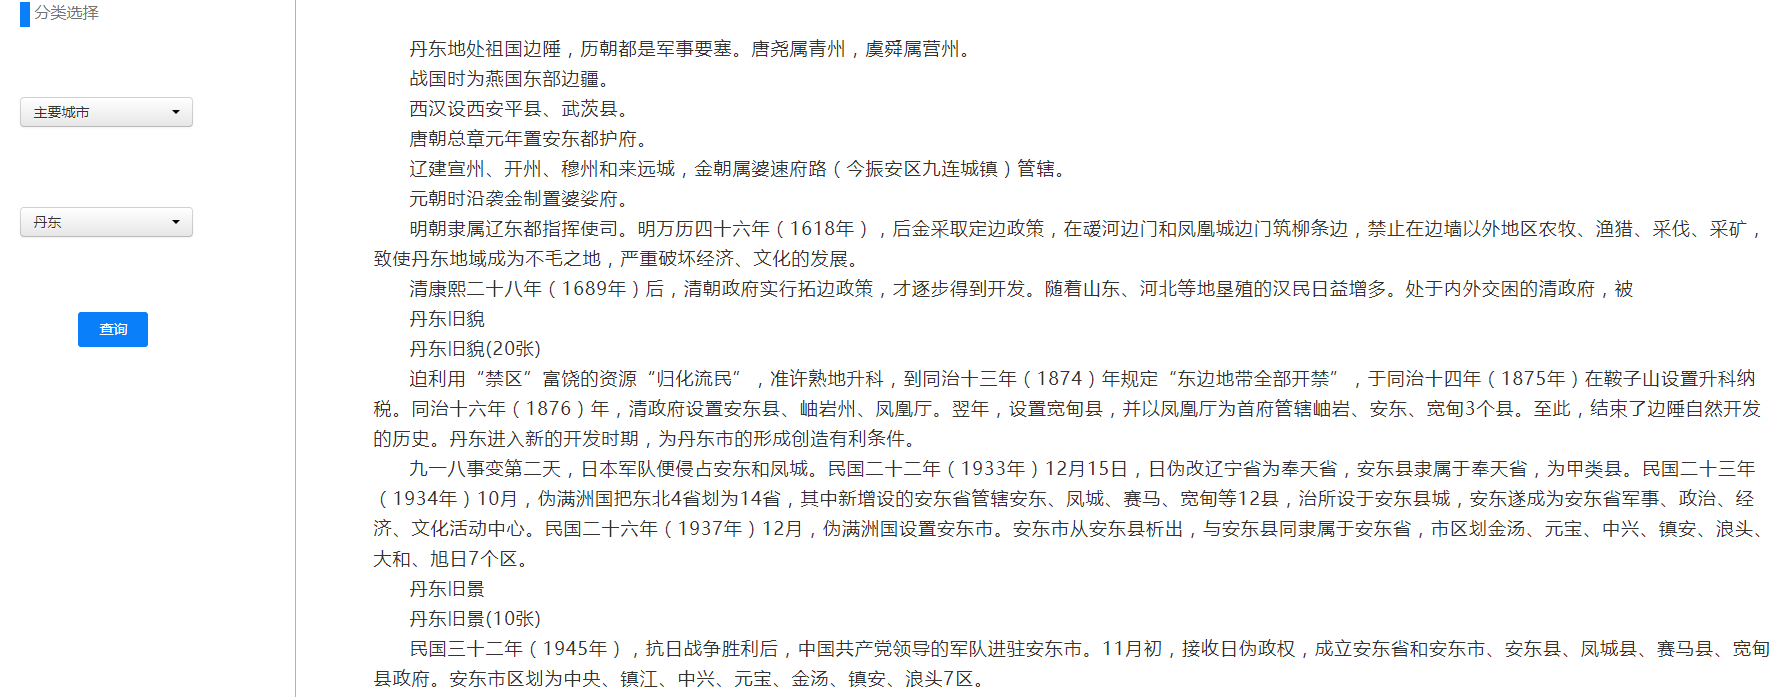 分类选择
主要城市
丹东
查询
丹东地处祖国边陲，历朝都是军事要塞。唐尧属青州，虞舜属营州。
战国时为燕国东部边疆。
西汉设西安平县、武茨县。
唐朝总章元年置安东都护府。
辽建宣州、开州、穆州和来远城，金朝属婆速府路（今振安区九连城镇）管辖。
元朝时沿袭金制置婆娑府。
明朝隶属辽东都指挥使司。明万历四十六年（1618年），后金采取定边政策，在叆河边门和凤凰城边门筑柳条边，禁止在边墙以外地区农牧、渔猎、采伐、采矿，
致使丹东地域成为不毛之地，严重破坏经济、文化的发展。
清康熙二十八年（1689年）后，清朝政府实行拓边政策，才逐步得到开发。随着山东、河北等地垦殖的汉民日益增多。处于内外交困的清政府，被
丹东旧貌
丹东旧貌(20张)
迫利用“禁区”富饶的资源“归化流民”，准许熟地升科，到同治十三年（1874）年规定“东边地带全部开禁”，于同治十四年（1875年）在鞍子山设置升科纳
税。同治十六年（1876）年，清政府设置安东县、岫岩州、凤凰厅。翌年，设置宽甸县，并以凤凰厅为首府管辖岫岩、安东、宽甸3个县。至此，结束了边陲自然开发
的历史。丹东进入新的开发时期，为丹东市的形成创造有利条件。
九一八事变第二天，日本军队便侵占安东和凤城。民国二十二年（1933年）12月15日，日伪改辽宁省为奉天省，安东县隶属于奉天省，为甲类县。民国二十三年
（1934年）10月，伪满洲国把东北4省划为14省，其中新增设的安东省管辖安东、凤城、赛马、宽甸等12县，治所设于安东县城，安东遂成为安东省军事、政治、经
济、文化活动中心。民国二十六年（1937年）12月，伪满洲国设置安东市。安东市从安东县析出，与安东县同隶属于安东省，市区划金汤、元宝、中兴、镇安、浪头、
大和、旭日7个区。
丹东旧景
丹东旧景(10张)
民国三十二年（1945年），抗日战争胜利后，中国共产党领导的军队进驻安东市。11月初，接收日伪政权，成立安东省和安东市、安东县、凤城县、赛马县、宽甸
县政府。安东市区划为中央、镇江、中兴、元宝、金汤、镇安、浪头7区。